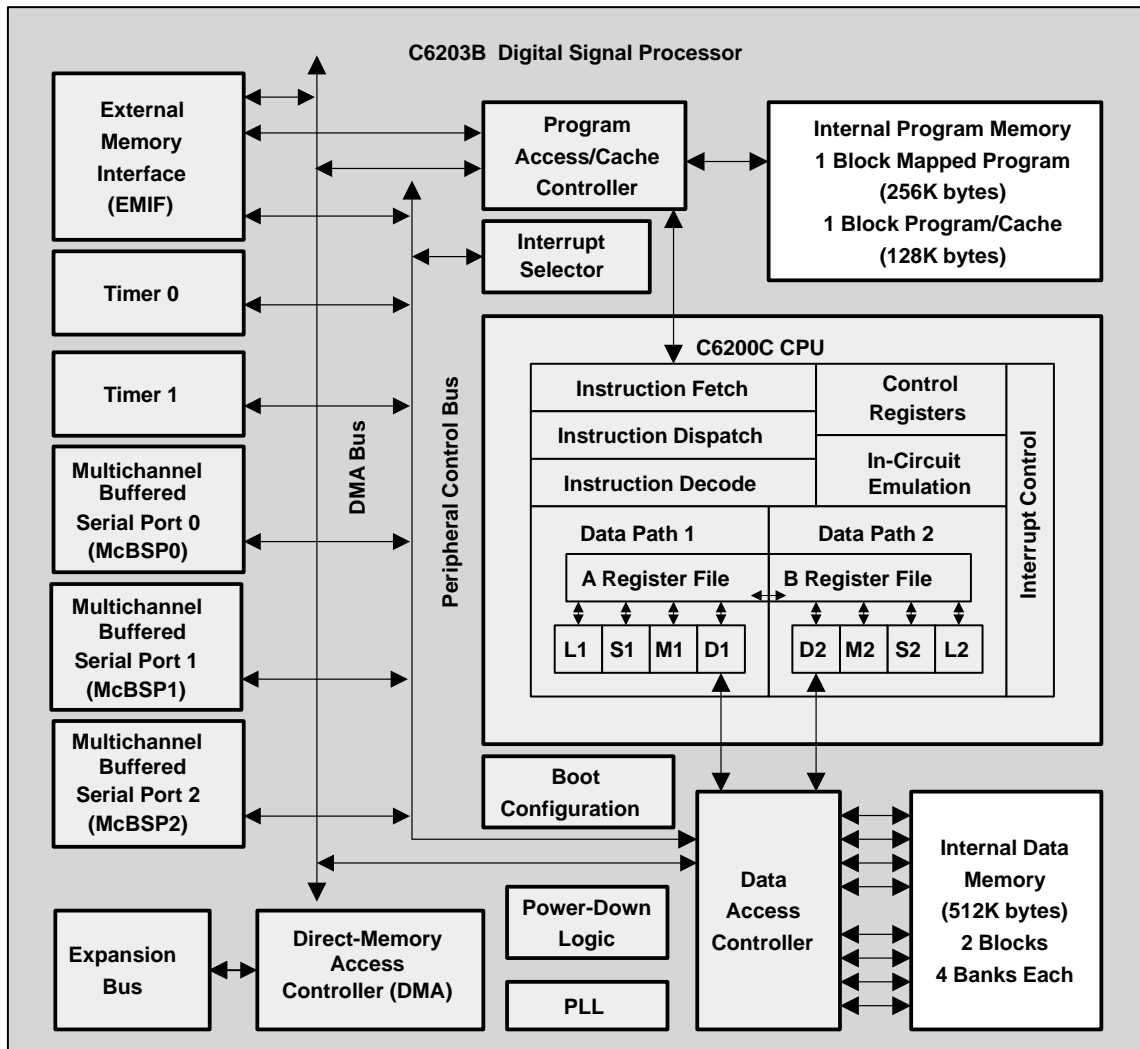 C6203B Digital Signal Processor
External
Memory
Interface
(EMIF)
Timer 0
Timer 1
Multichannel
Buffered
Serial Port 0
(McBSP0)
Multichannel
Buffered
Serial Port 1
(McBSP1)
Multichannel
Buffered
Serial Port 2
(McBSP2)
Expansion
Bus
Direct-Memory
Access
Controller (DMA)
DMA Bus
Peripheral Control Bus
Program
Access/Cache
Controller
Interrupt
Selector
Internal Program Memory
1 Block Mapped Program
(256K bytes)
1 Block Program/Cache
(128K bytes)
C6200C CPU
Instruction Fetch
Instruction Dispatch
Instruction Decode
Control
Registers
In-Circuit
Emulation
Interrupt Control
Data Path 1
Data Path 2
A Register File
B Register File
L1 S1 M1 D1
D2 M2 S2 L2
Boot
Configuration
Power-Down
Logic
PLL
Data
Access
Controller
Internal Data
Memory
(512K bytes)
2 Blocks
4 Banks Each